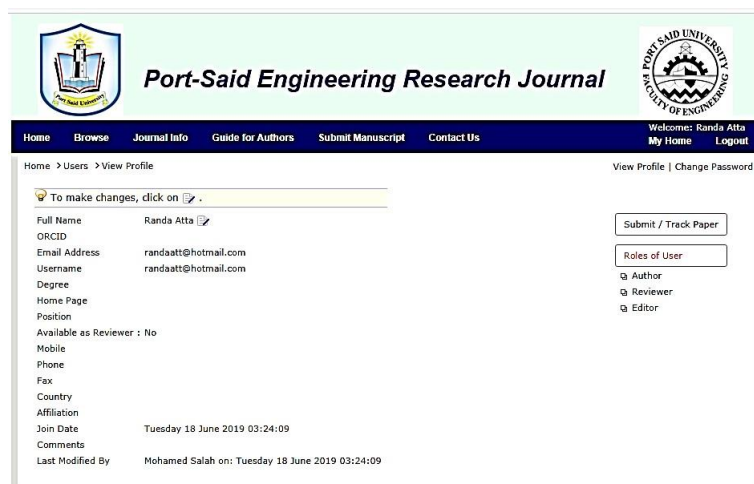 Port Said University
Port-Said Engineering Research Journal
PORT SAID UNIVERSITY
FACULTY OF ENGINEERING
Home Browse Journal Info Guide for Authors Submit Manuscript Contact Us
Welcome: Randa Atta
My Home Logout
Home > Users > View Profile
View Profile | Change Password
To make changes, click on .
Full Name Randa Atta
ORCID
Email Address randaatt@hotmail.com
Username randaatt@hotmail.com
Degree
Home Page
Position
Available as Reviewer : No
Mobile
Phone
Fax
Country
Affiliation
Join Date Tuesday 18 June 2019 03:24:09
Comments
Last Modified By Mohamed Salah on: Tuesday 18 June 2019 03:24:09
Submit / Track Paper
Roles of User
Author
Reviewer
Editor